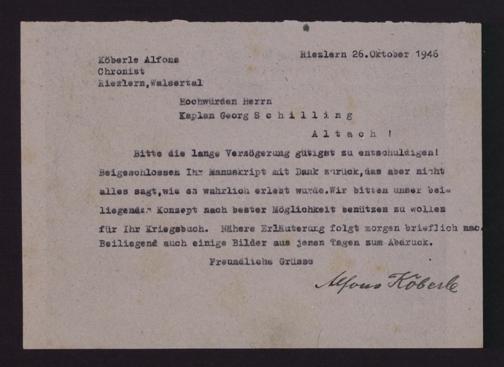 Riezlern 26.Oktober 1946
Köberle Alfons
Chronist
Riezlern,Walsertal
Hochwürden Herrn
Kaplan Georg S c h i l l i n g
A l t a c h !
Bitte die lange Verzögerung gütigst zu entschuldigen!
Beigeschlossen Ihr Manuskript mit Dank zurück,das aber nicht
alles sagt,wie es wahrlich erlebt wurde.Wir bitten unser bei=
liegendes Konzept nach bester Möglichkeit benützen zu wollen
für Ihr Kriegsbuch. Nähere Erläuterung folgt morgen brieflich nac.
Beiliegend auch einige Bilder aus jenen Tagen zum Abdruck.
Freundliche Grüsse
Alfons Köberle